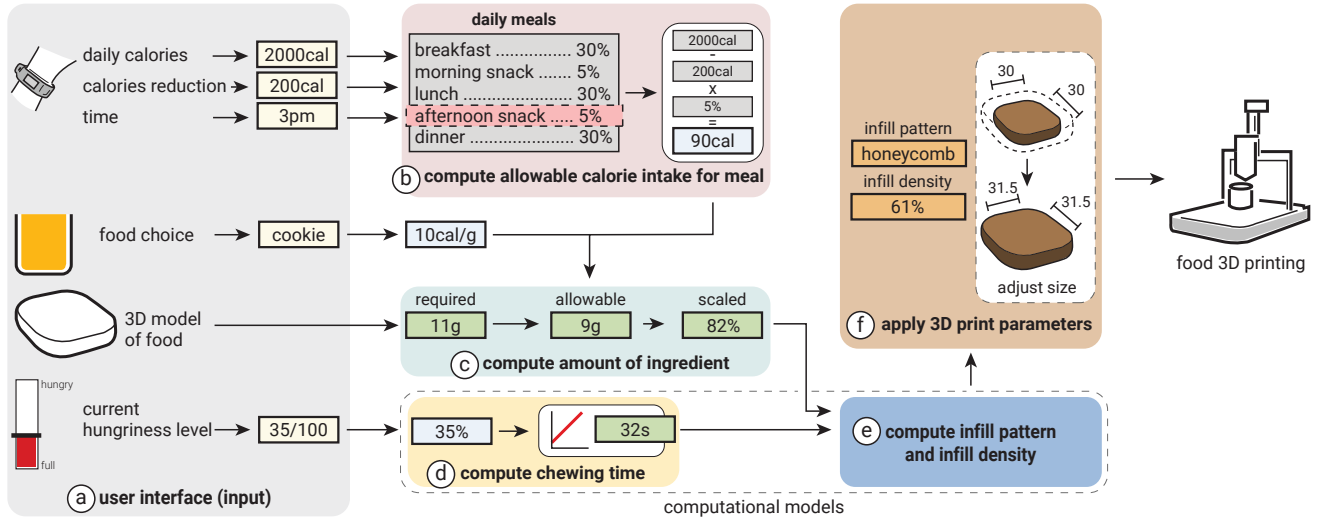 daily calories
2000cal
calories reduction
200cal
time
3pm
food choice
cookie
3D model
of food
hungry
full
current
hungriness level
35/100
a user interface (input)
daily meals
breakfast ................ 30%
morning snack ....... 5%
lunch ....................... 30%
afternoon snack ..... 5%
dinner ...................... 30%
2000cal
-
200cal
x
5%
=
90cal
b compute allowable calorie intake for meal
10cal/g
required
11g
allowable
9g
scaled
82%
c compute amount of ingredient
35%
32s
d compute chewing time
e compute infill pattern
and infill density
computational models
infill pattern
honeycomb
infill density
61%
30
30
31.5
31.5
adjust size
f apply 3D print parameters
food 3D printing